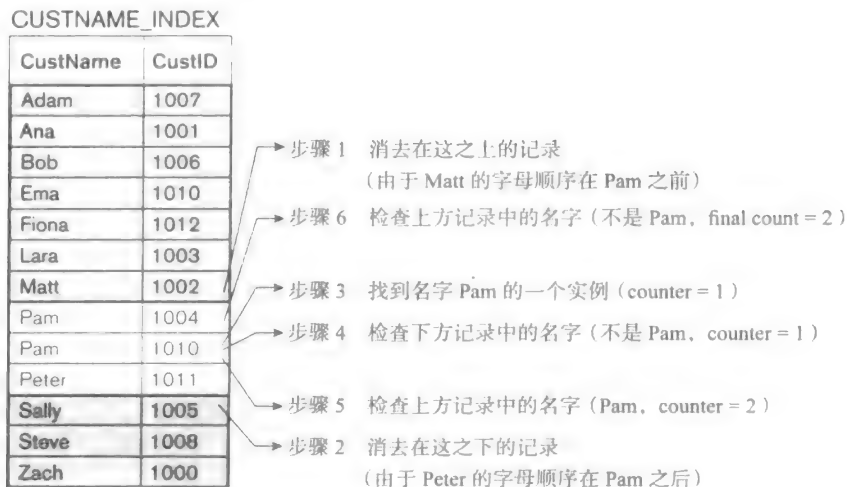 CUSTNAME_INDEX
CustName CustID
Adam 1007
Ana 1001
Bob 1006
Ema 1010
Fiona 1012
Lara 1003
Matt 1002
Pam 1004
Pam 1010
Peter 1011
Sally 1005
Steve 1008
Zach 1000
步骤 1 消去在这之上的记录
(由于 Matt 的字母顺序在 Pam 之前)
步骤 6 检查上方记录中的名字(不是 Pam, final count = 2)
步骤 3 找到名字 Pam 的一个实例(counter = 1)
步骤 4 检查下方记录中的名字(不是 Pam, counter = 1)
步骤 5 检查上方记录中的名字(Pam, counter = 2)
步骤 2 消去在这之下的记录
(由于 Peter 的字母顺序在 Pam 之后)